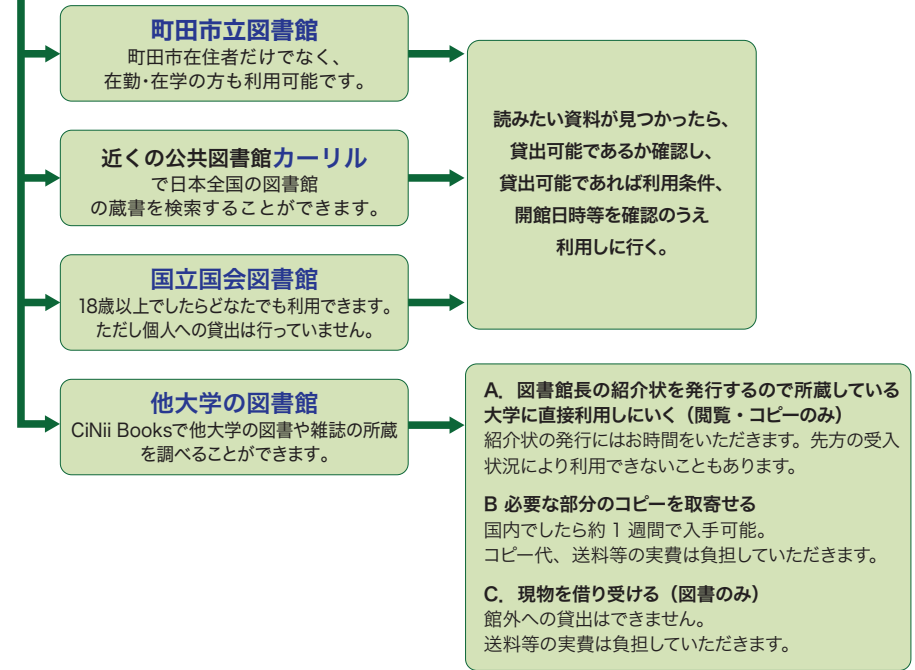 町田市立図書館
町田市在住者だけでなく、
在勤・在学の方も利用可能です。
近くの公共図書館カーリル
で日本全国の図書館
の蔵書を検索することができます。
国立国会図書館
18歳以上でしたらどなたでも利用できます。
ただし個人への貸出は行っていません。
他大学の図書館
CiNii Booksで他大学の図書や雑誌の所蔵
を調べることができます。
読みたい資料が見つかったら、
貸出可能であるか確認し、
貸出可能であれば利用条件、
開館日時等を確認のうえ
利用しに行く。
A．図書館長の紹介状を発行するので所蔵している
大学に直接利用しにいく（閲覧・コピーのみ）
紹介状の発行にはお時間をいただきます。先方の受入
状況により利用できないこともあります。
B 必要な部分のコピーを取寄せる
国内でしたら約 1 週間で入手可能。
コピー代、送料等の実費は負担していただきます。
C．現物を借り受ける（図書のみ）
館外への貸出はできません。
送料等の実費は負担していただきます。